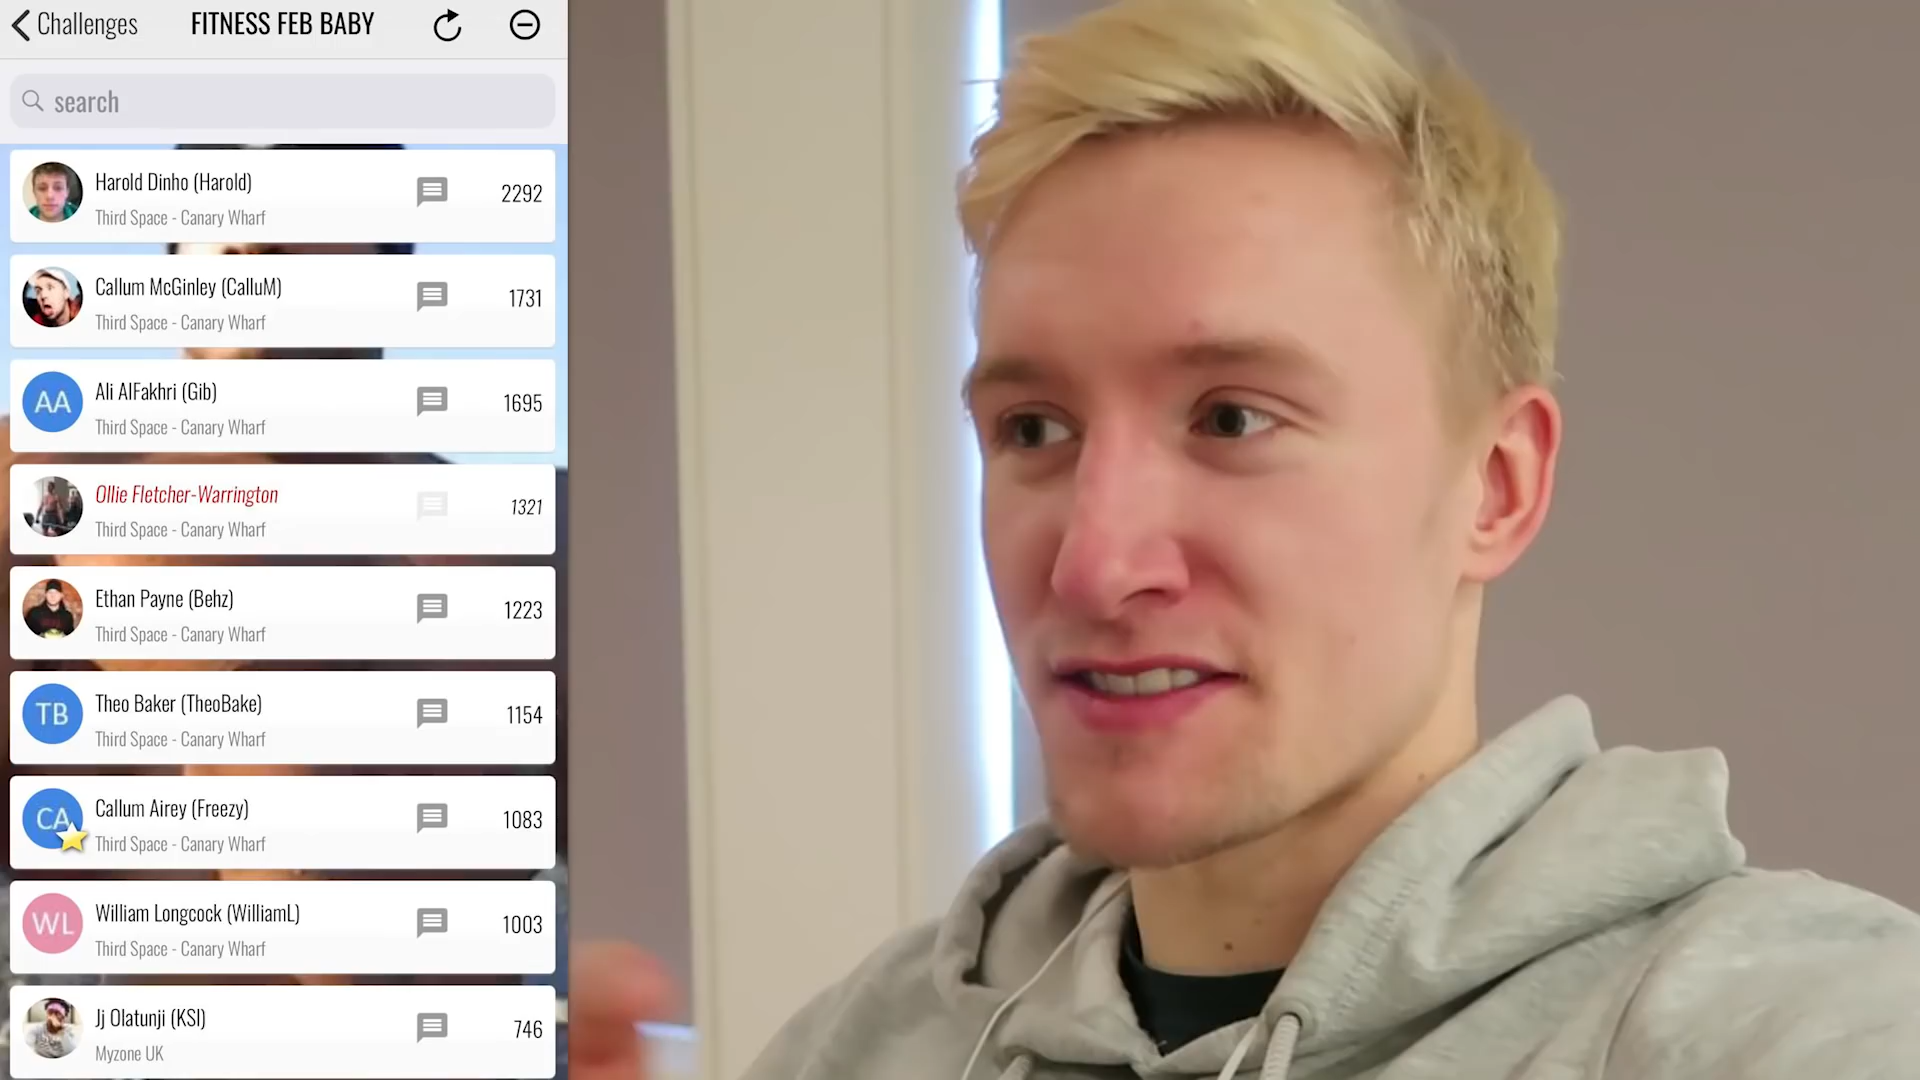 Challenges
FITNESS FEB BABY
search
Harold Dinho (Harold)
2292
Third Space - Canary Wharf
Callum McGinley (CalluM)
1731
Third Space - Canary Wharf
AA
Ali AlFakhri (Gib)
1695
Third Space - Canary Wharf
Ollie Fletcher-Warrington
1321
Third Space - Canary Wharf
Ethan Payne (Behz)
1223
Third Space - Canary Wharf
TB
Theo Baker (TheoBake)
1154
Third Space - Canary Wharf
CA
Callum Airey (Freezy)
1083
Third Space - Canary Wharf
WL
William Longcock (WilliamL)
1003
Third Space - Canary Wharf
Jj Olatunji (KSI)
746
Myzone UK